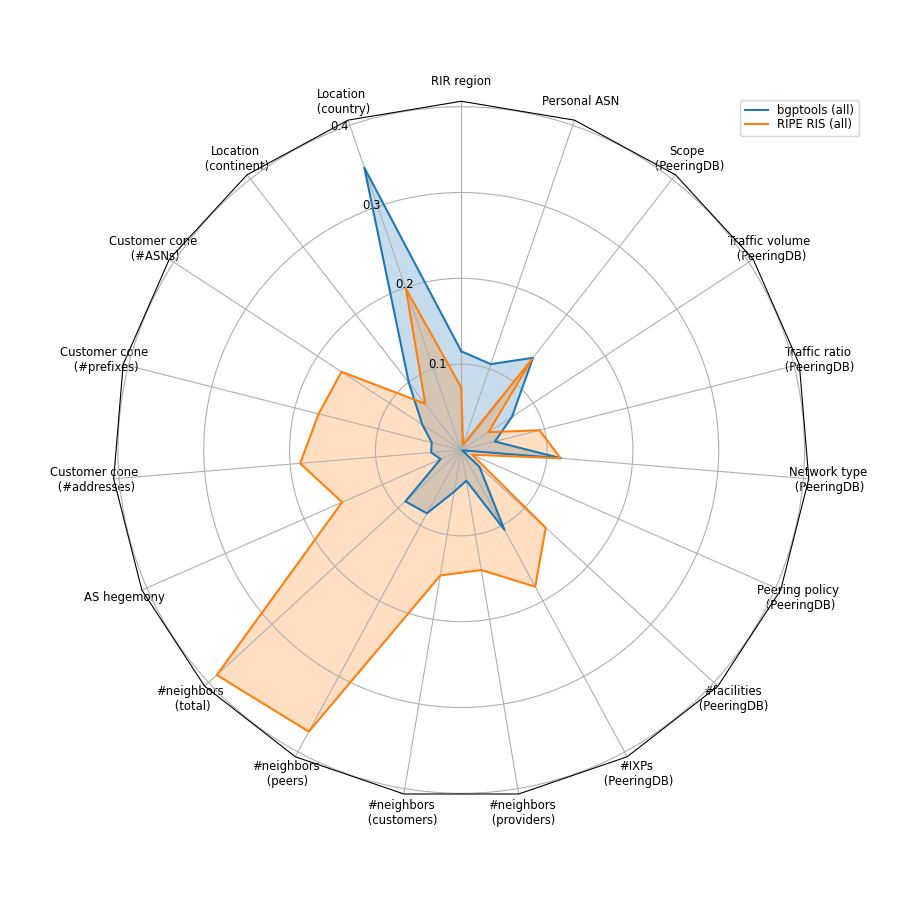 RIR region
Location
(country)
Personal ASN
bgptools (all)
RIPE RIS (all)
0.4
Location
(continent)
Scope
(PeeringDB)
0.3
Customer cone
(#ASNs)
Traffic volume
(PeeringDB)
0.2
Customer cone
(#prefixes)
Traffic ratio
(PeeringDB)
0.1
Customer cone
(#addresses)
Network type
(PeeringDB)
AS hegemony
Peering policy
(PeeringDB)
#neighbors
(total)
#facilities
(PeeringDB)
#neighbors
(peers)
#IXPs
(PeeringDB)
#neighbors
(customers)
#neighbors
(providers)